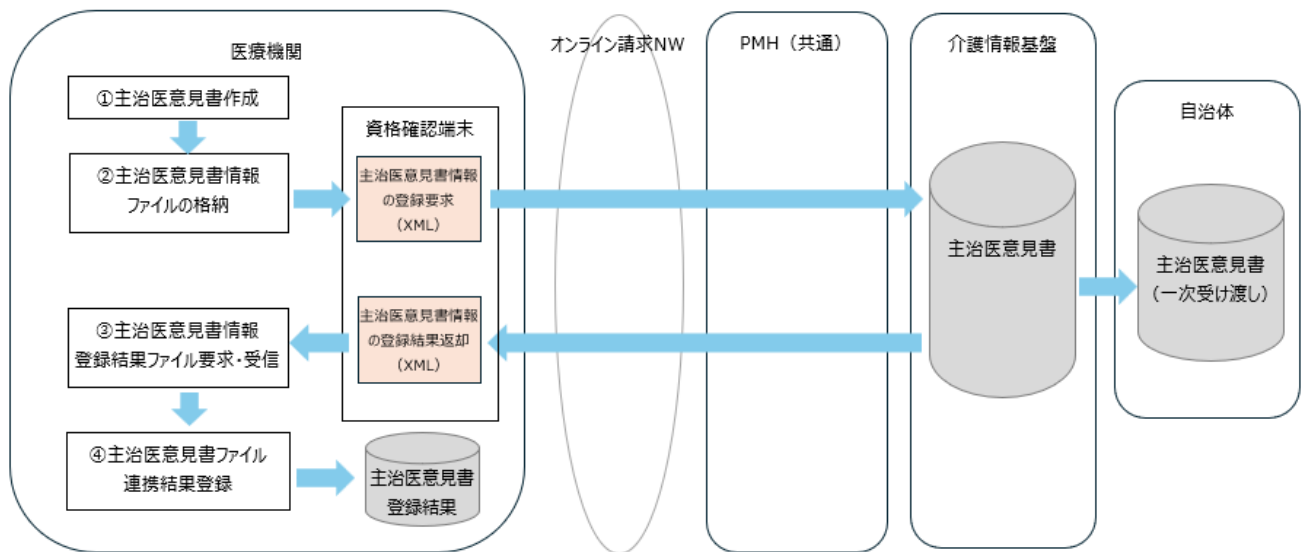 医療機関
①主治医意見書作成
②主治医意見書情報
ファイルの格納
資格確認端末
主治医意見書情報
の登録要求
（XML）
③主治医意見書情報
登録結果ファイル要求・受信
主治医意見書情報
の登録結果返却
（XML）
④主治医意見書ファイル
連携結果登録
主治医意見書
登録結果
オンライン請求NW
PMH（共通）
介護情報基盤
主治医意見書
自治体
主治医意見書
（一次受け渡し）